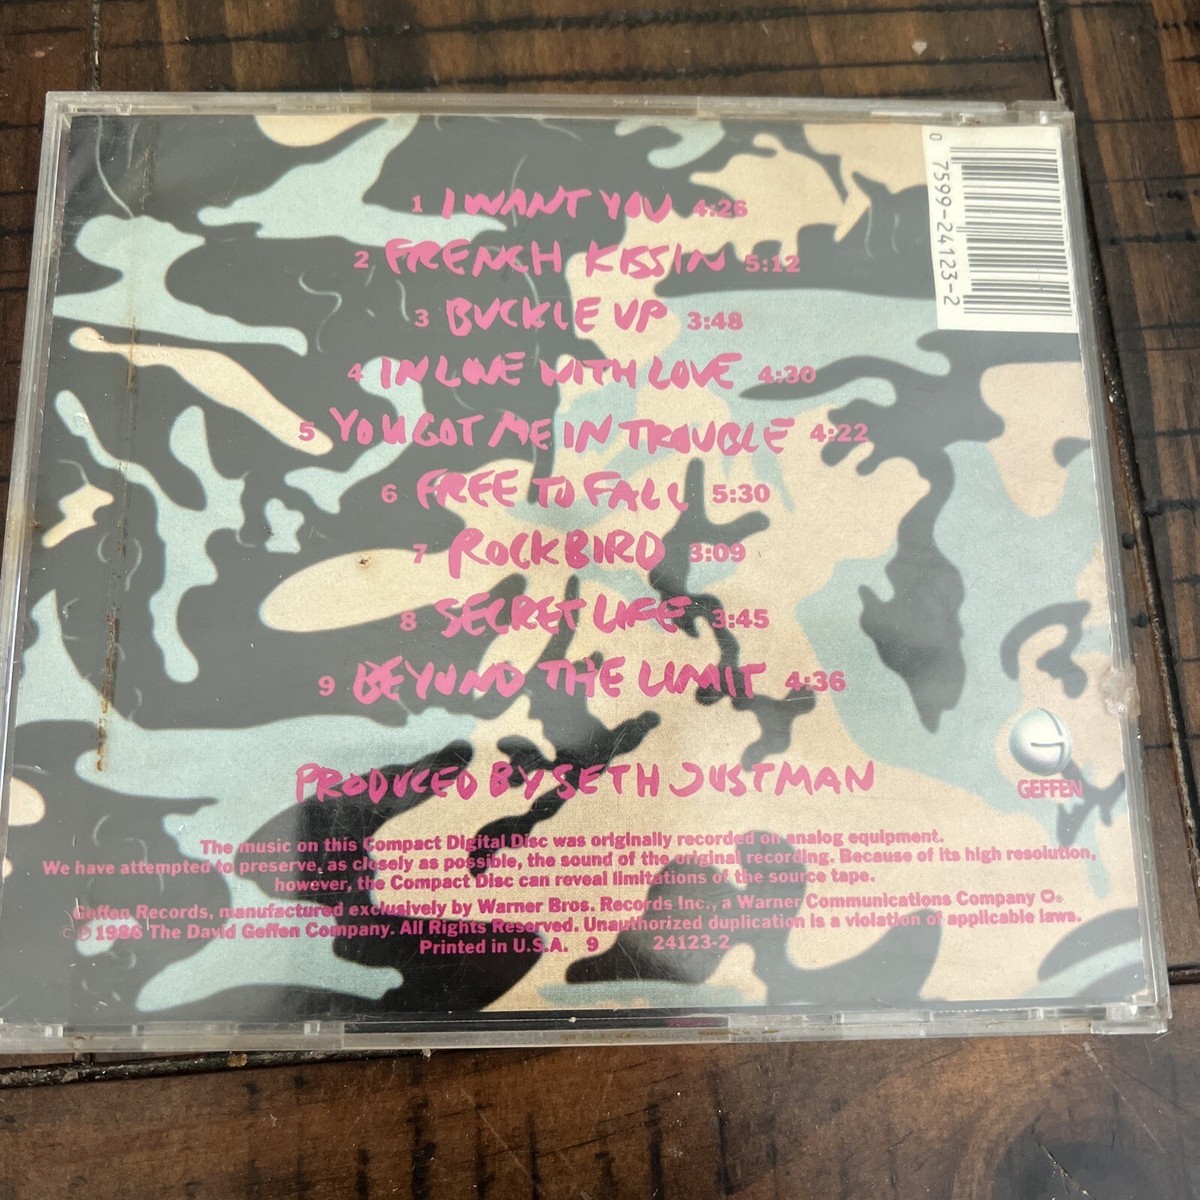 1 I WANT YOU 4:26
2 FRENCH KISSIN 5:12
3 BUCKLE UP 3:48
4 IN LOVE WITH LOVE 4:30
5 YOU GOT ME IN TROUBLE 4:22
6 FREE TO FALL 5:30
7 ROCKBIRD 3:09
8 SECRET LIFE 3:45
9 BEYOND THE LIMIT 4:36
PRODUCED BY SETH JUSTMAN
The music on this Compact Digital Disc was originally recorded on analog equipment.
We have attempted to preserve, as closely as possible, the sound of the original recording. Because of its high resolution,
however, the Compact Disc can reveal limitations of the source tape.
Geffen Records, manufactured exclusively by Warner Bros. Records Inc., a Warner Communications Company
© ℗ 1986 The David Geffen Company. All Rights Reserved. Unauthorized duplication is a violation of applicable laws.
Printed in U.S.A. 9 24123-2
0 7599-24123-2
GEFFEN